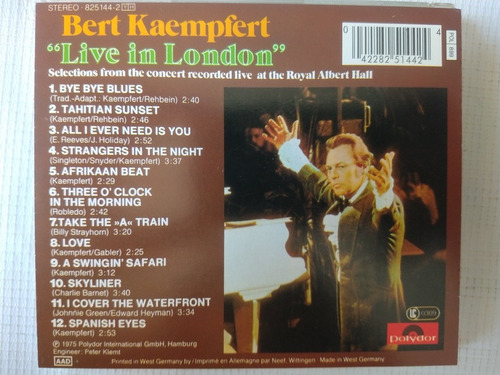 STEREO · 825144-2 Y H
Bert Kaempfert
"Live in London"
Selections from the concert recorded live at the Royal Albert Hall
1. BYE BYE BLUES
(Trad.-Adapt.: Kaempfert/Rehbein) 2:40
2. TAHITIAN SUNSET
(Kaempfert/Rehbein) 2:46
3. ALL I EVER NEED IS YOU
(E. Reeves/J. Holiday) 2:52
4. STRANGERS IN THE NIGHT
(Singleton/Snyder/Kaempfert) 3:37
5. AFRIKAAN BEAT
(Kaempfert) 2:29
6. THREE O' CLOCK
IN THE MORNING
(Robledo) 2:42
7.TAKE THE »A« TRAIN
(Billy Strayhorn) 3:20
8. LOVE
(Kaempfert/Gabler) 2:25
9. A SWINGIN' SAFARI
(Kaempfert) 3:12
10. SKYLINER
(Charlie Barnet) 3:40
11. I COVER THE WATERFRONT
(Johnnie Green/Edward Heyman) 3:34
12. SPANISH EYES
(Kaempfert) 2:53
℗ 1975 Polydor International GmbH, Hamburg
Engineer: Peter Klemt
AAD
Printed in West Germany by / Imprimé en Allemagne par Neef. Wittingen · Made in West Germany
0 42282 51442 4
POL 899
LC 0309
Polydor